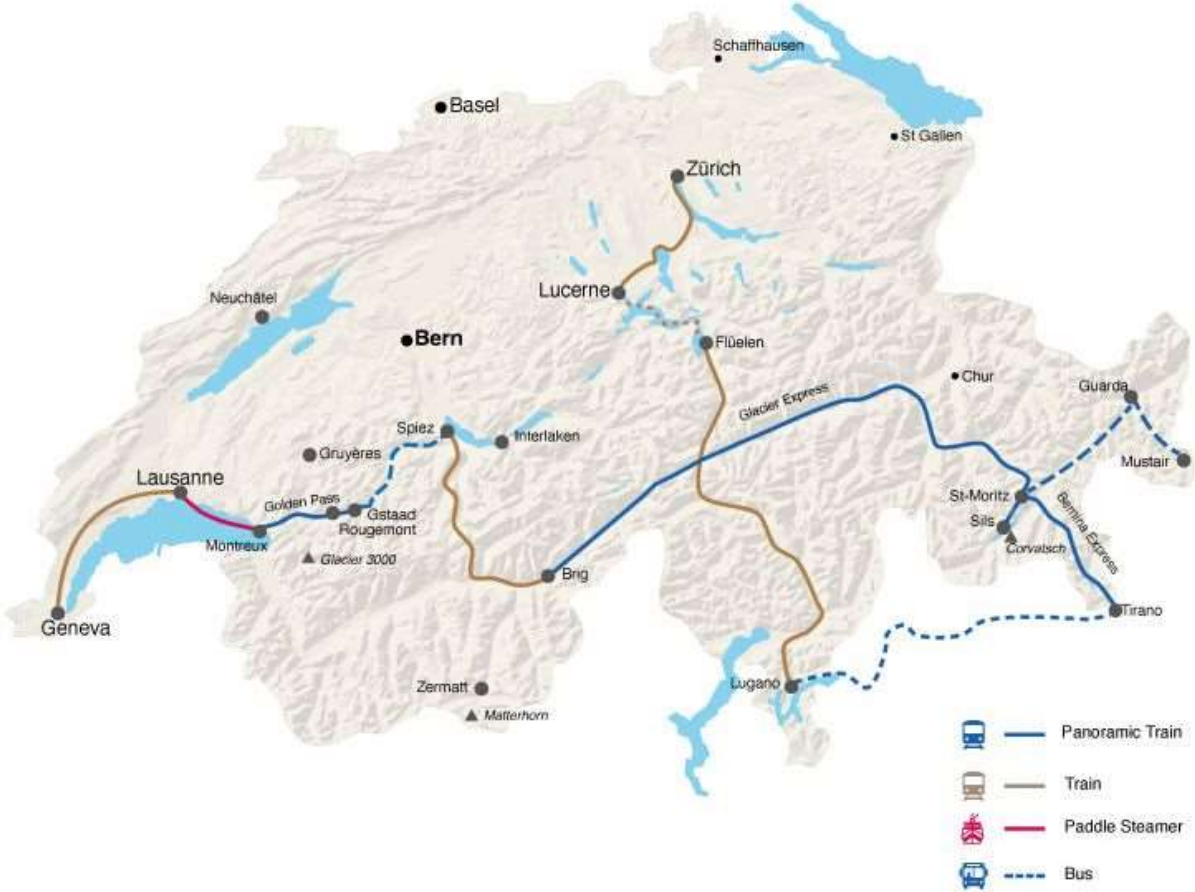 Schaffhausen
Basel
St Gallen
Zürich
Lucerne
Neuchâtel
Bern
Flüelen
Chur
Glacier Express
Guarda
Spiez
Interlaken
Gruyères
Mustair
Lausanne
Golden Pass
Gstaad
Rougemont
Montreux
Glacier 3000
St-Moritz
Sils
Corvatsch
Bernina Express
Brig
Tirano
Geneva
Zermatt
Matterhorn
Lugano
Panoramic Train
Train
Paddle Steamer
Bus